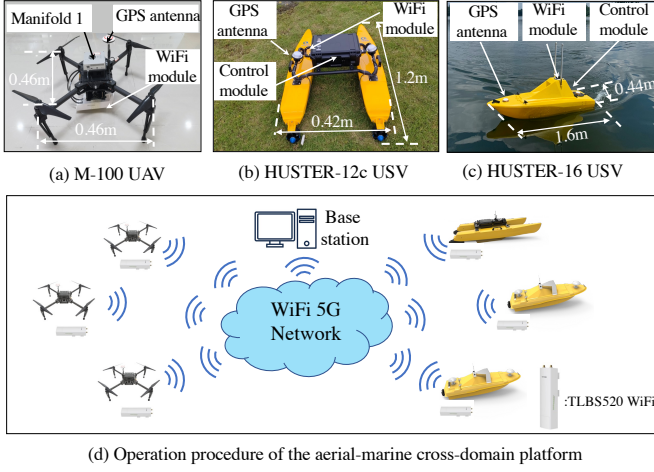 Manifold 1
GPS antenna
WiFi
module
0.46m
0.46m
GPS
antenna
WiFi
module
Control
module
1.2m
0.42m
GPS
antenna
WiFi
module
Control
module
0.44m
1.6m
(a) M-100 UAV
(b) HUSTER-12c USV
(c) HUSTER-16 USV
Base
station
WiFi 5G
Network
:TLBS520 WiFi
(d) Operation procedure of the aerial-marine cross-domain platform